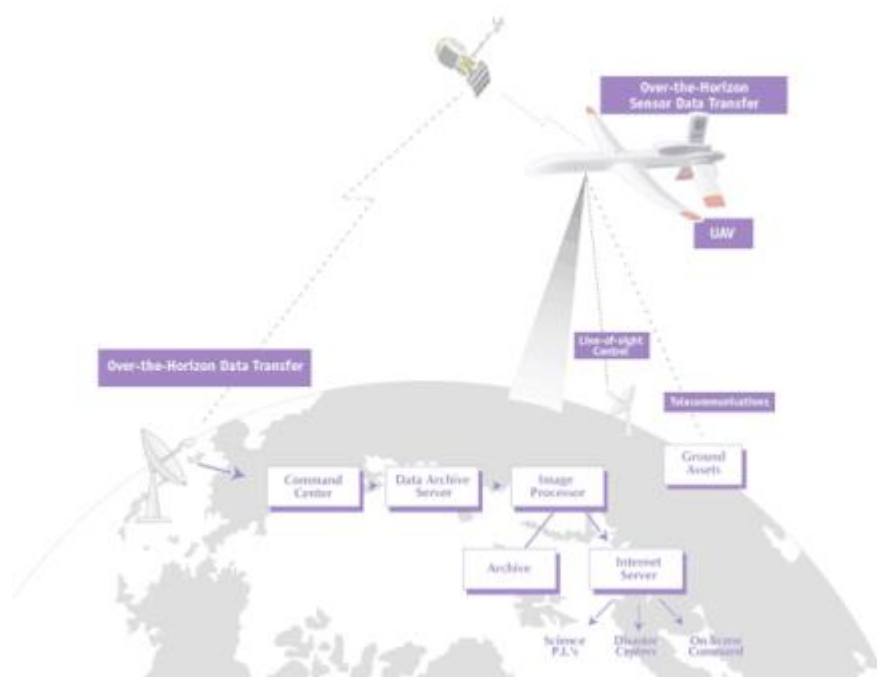 Over-the-Horizon
Sensor Data Transfer
UAV
Line-of-sight
Control
Over-the-Horizon Data Transfer
Telecommunications
Ground
Assets
Command
Center
Data Archive
Server
Image
Processor
Archive
Internet
Server
Science
P.I.'s
Disaster
Centers
On Scene
Command